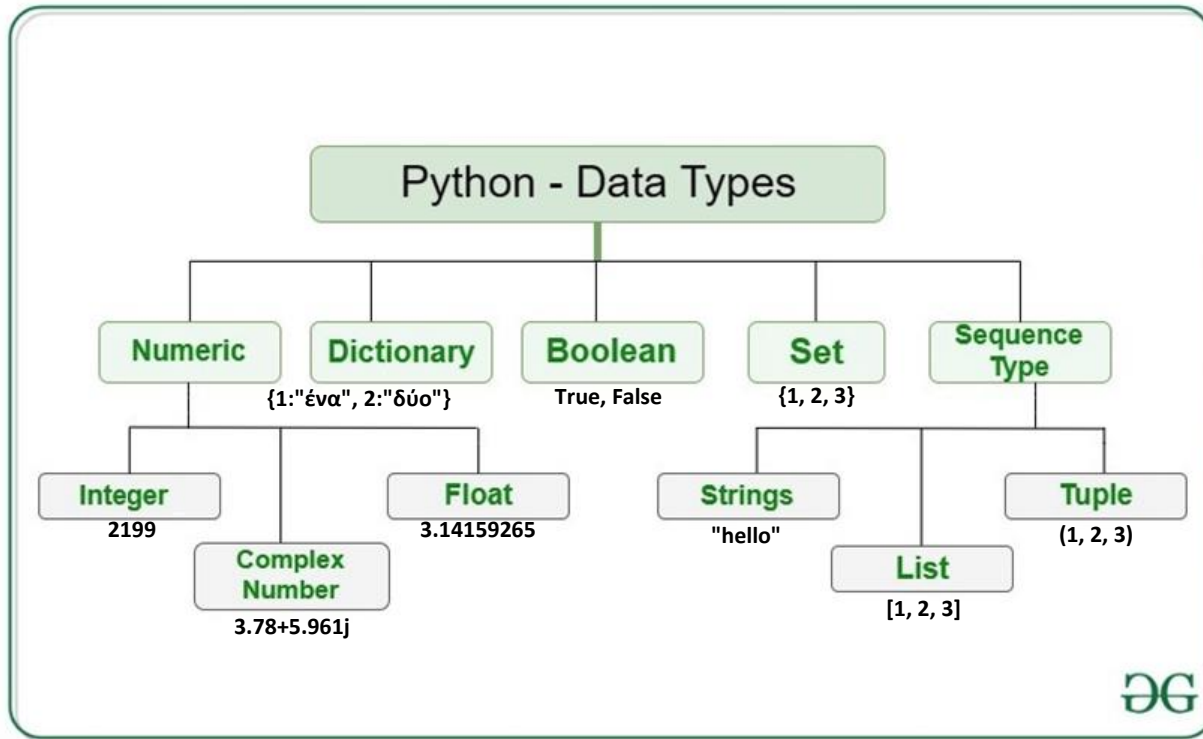 Python - Data Types
Numeric
Dictionary
Boolean
Set
Sequence
Type
{1:"ένα", 2:"δύο"}
True, False
{1, 2, 3}
Integer
Float
Strings
Tuple
2199
3.14159265
"hello"
(1, 2, 3)
Complex
Number
List
3.78+5.961j
[1, 2, 3]